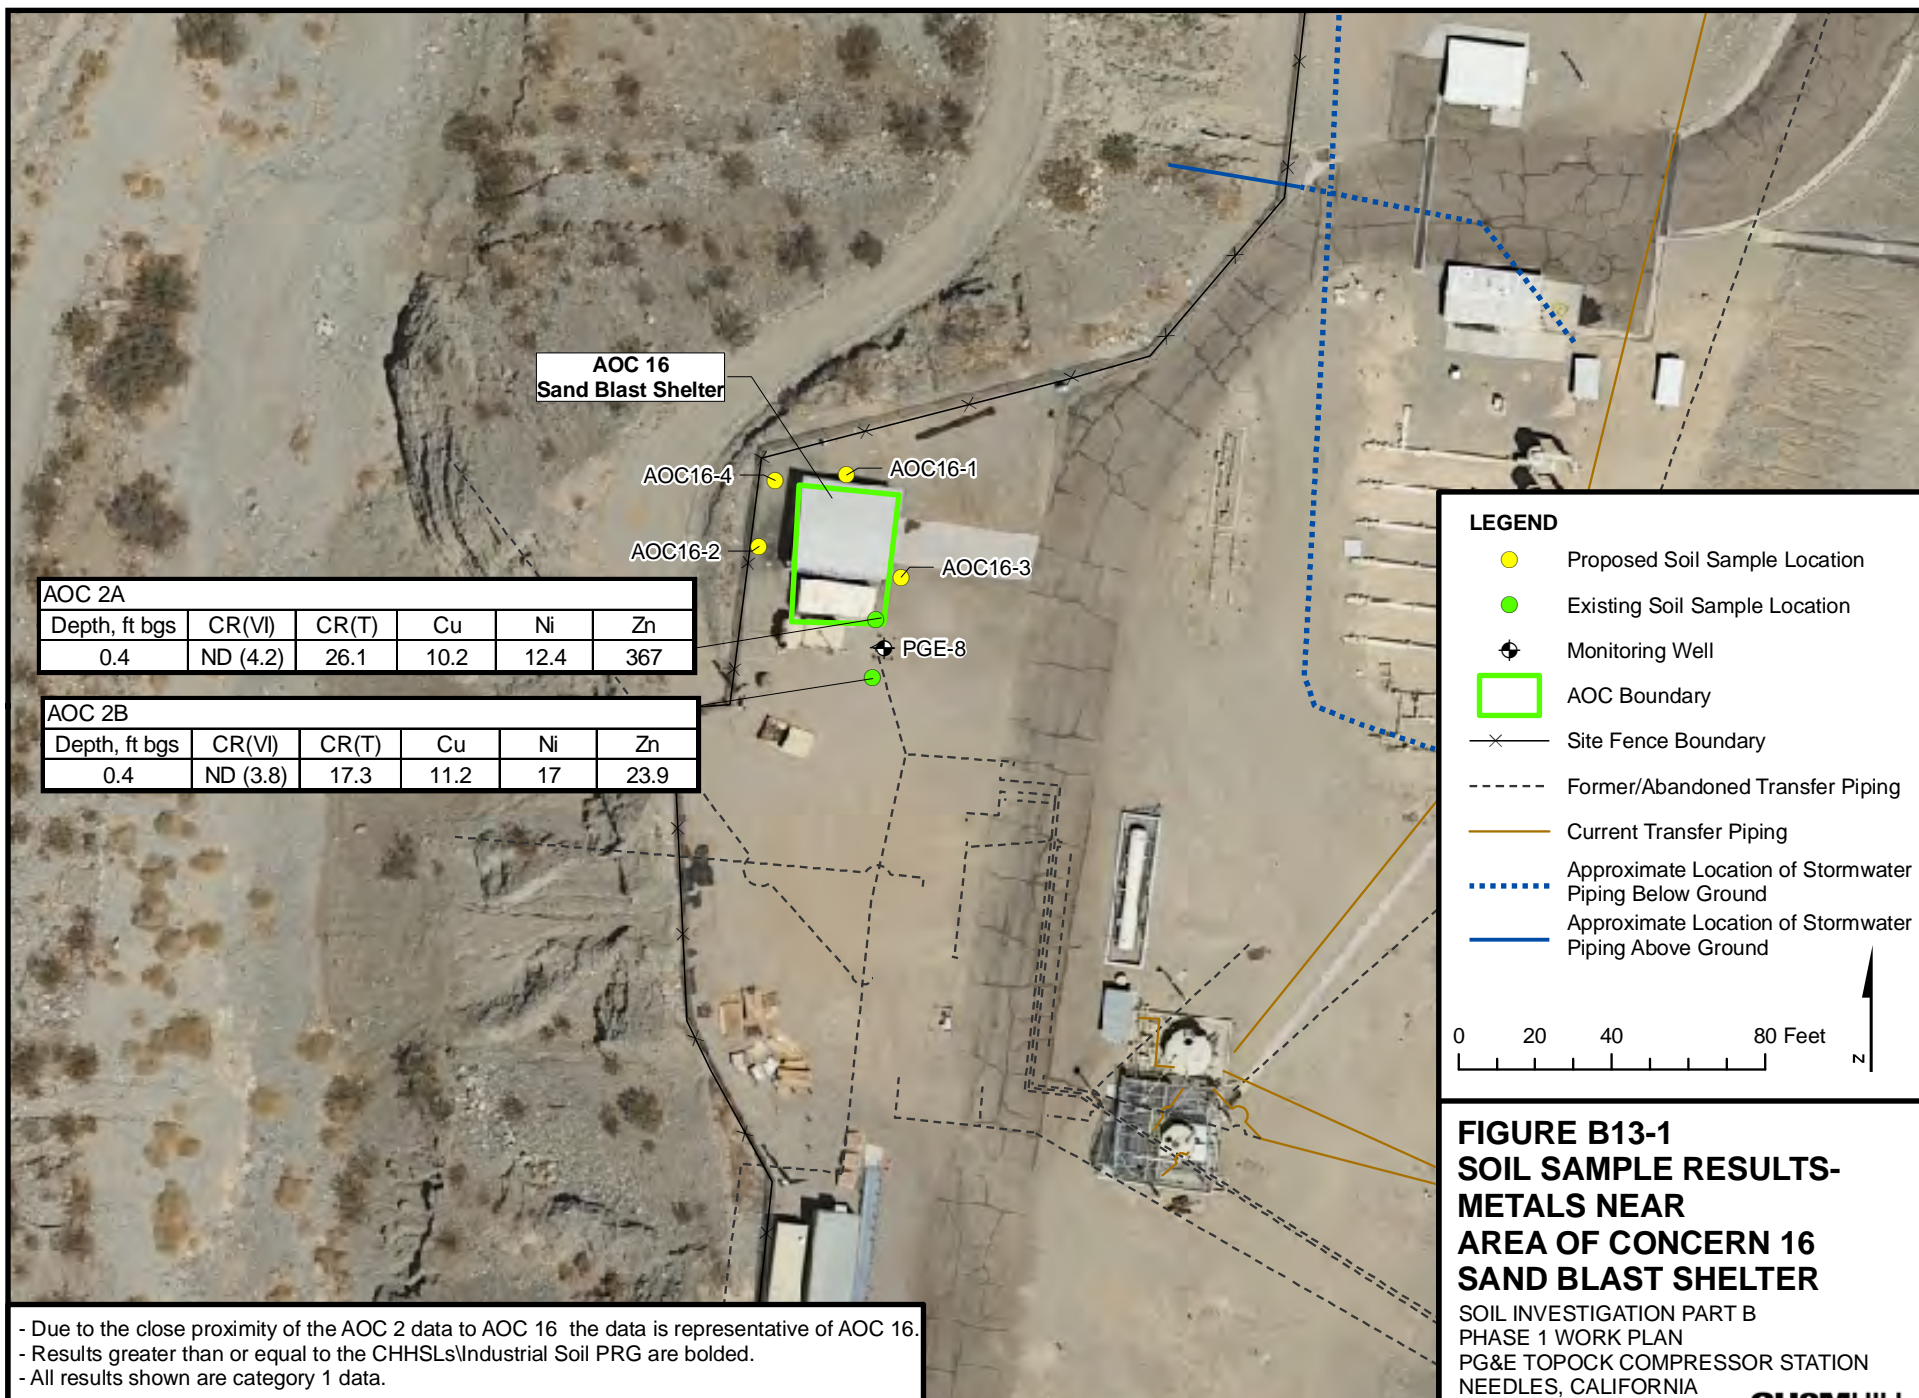 AOC 16
Sand Blast Shelter
AOC16-4
AOC16-1
AOC16-2
AOC16-3
PGE-8
AOC 2A
Depth, ft bgs CR(VI) CR(T) Cu Ni Zn
0.4 ND (4.2) 26.1 10.2 12.4 367
AOC 2B
Depth, ft bgs CR(VI) CR(T) Cu Ni Zn
0.4 ND (3.8) 17.3 11.2 17 23.9
LEGEND
Proposed Soil Sample Location
Existing Soil Sample Location
Monitoring Well
AOC Boundary
Site Fence Boundary
Former/Abandoned Transfer Piping
Current Transfer Piping
Approximate Location of Stormwater
Piping Below Ground
Approximate Location of Stormwater
Piping Above Ground
0 20 40 80 Feet
Z
FIGURE B13-1
SOIL SAMPLE RESULTS-
METALS NEAR
AREA OF CONCERN 16
SAND BLAST SHELTER
SOIL INVESTIGATION PART B
PHASE 1 WORK PLAN
PG&E TOPOCK COMPRESSOR STATION
NEEDLES, CALIFORNIA
- Due to the close proximity of the AOC 2 data to AOC 16 the data is representative of AOC 16.
- Results greater than or equal to the CHHSLs\Industrial Soil PRG are bolded.
- All results shown are category 1 data.